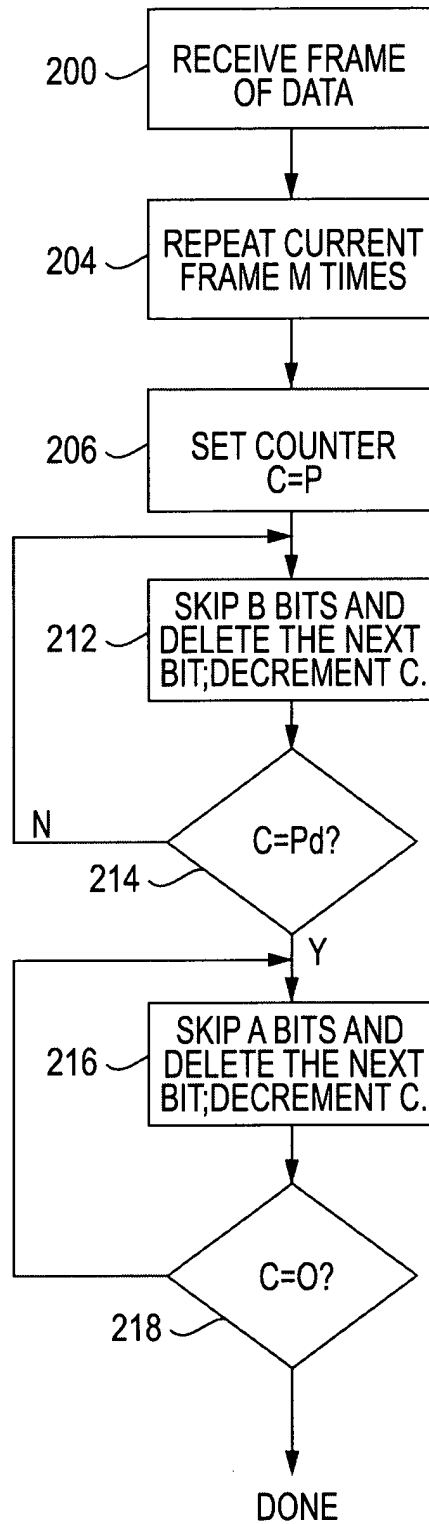 200
RECEIVE FRAME
OF DATA
204
REPEAT CURRENT
FRAME M TIMES
206
SET COUNTER
C=P
212
SKIP B BITS AND
DELETE THE NEXT
BIT;DECREMENT C.
N
C=Pd?
214
Y
216
SKIP A BITS AND
DELETE THE NEXT
BIT;DECREMENT C.
C=O?
218
DONE